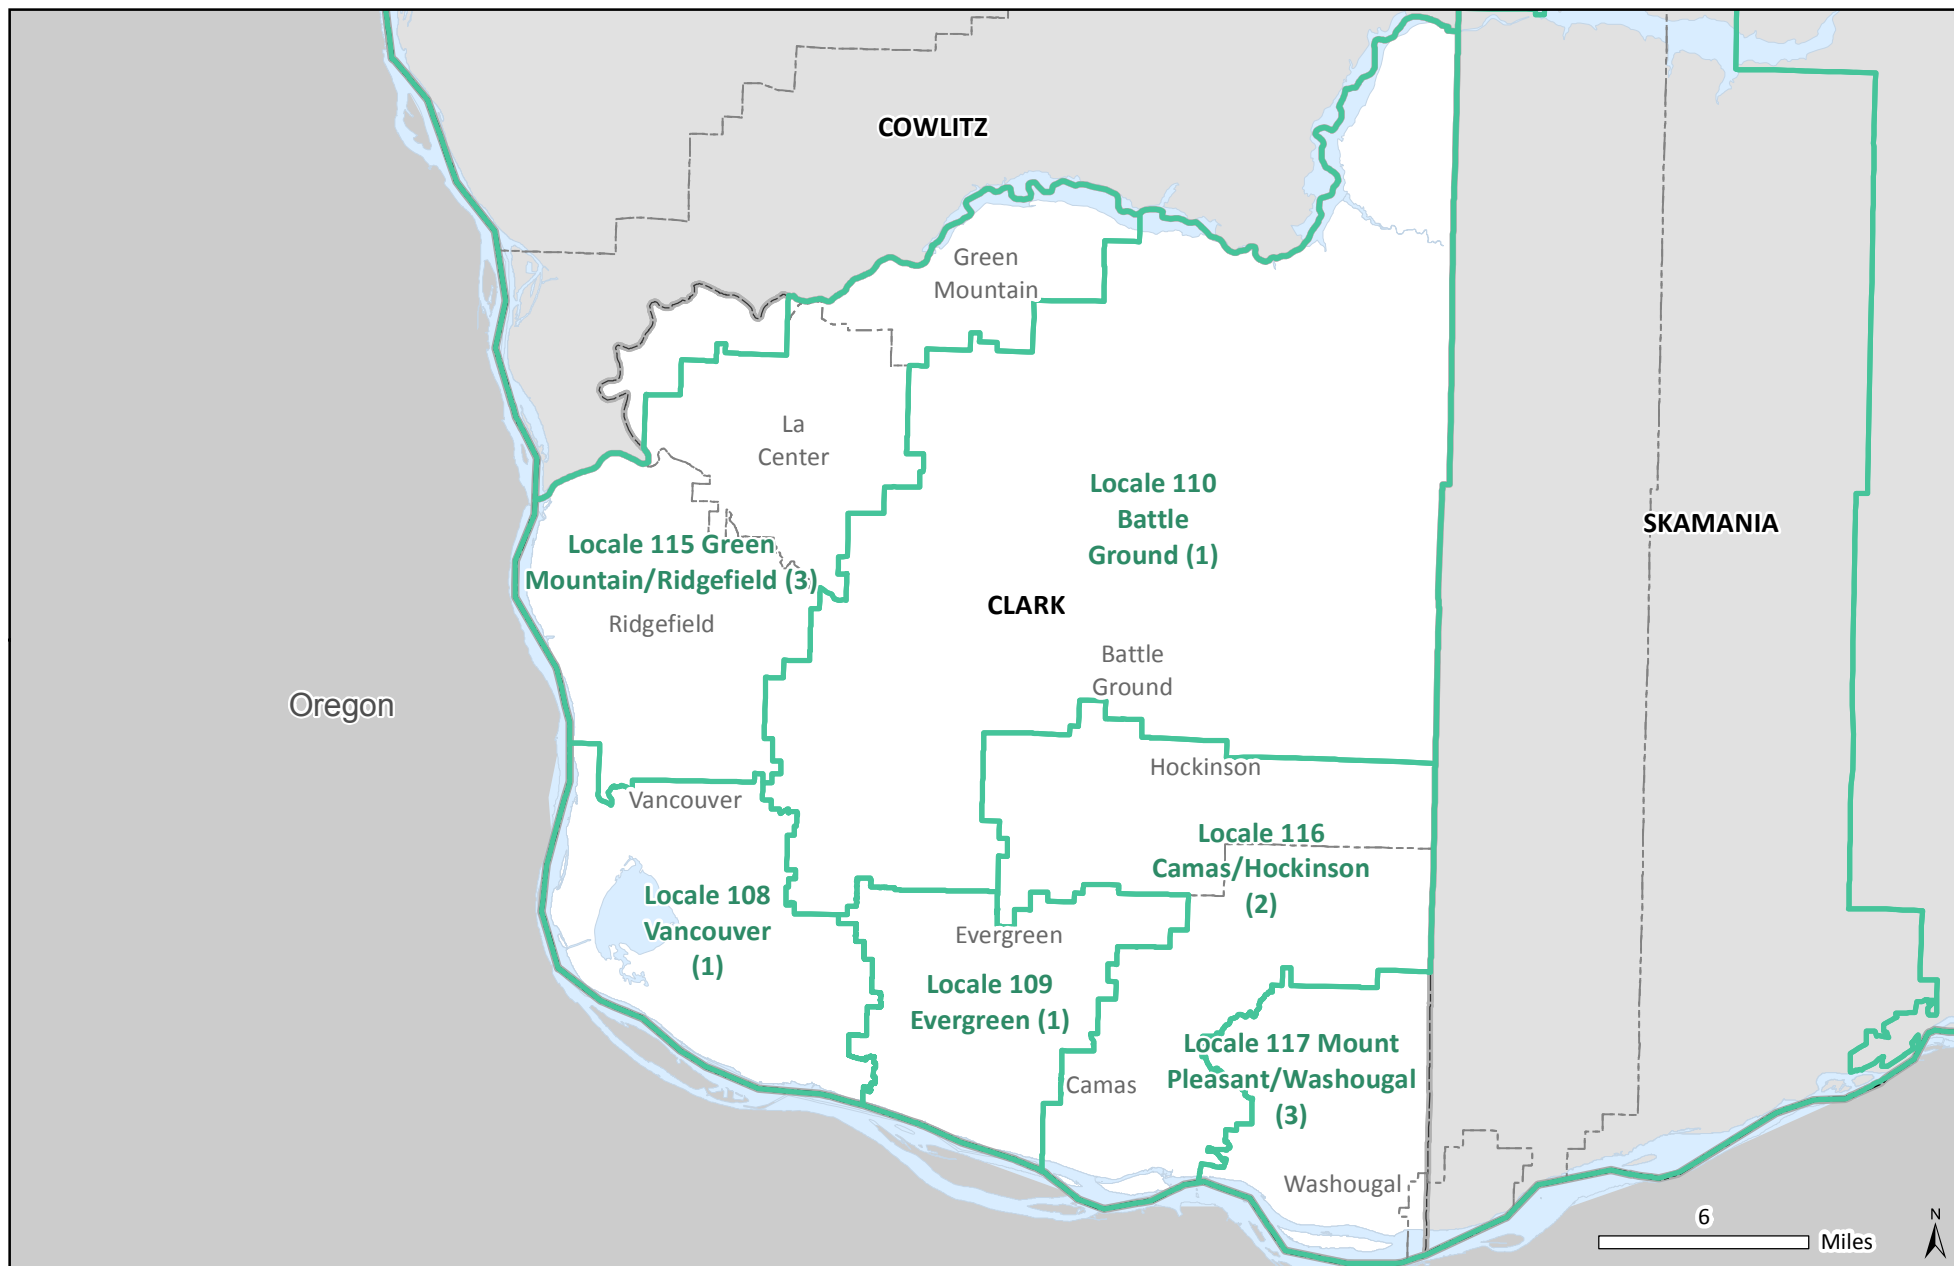 COWLITZ
Green
Mountain
La
Center
Locale 110
Battle
Ground (1)
SKAMANIA
Locale 115 Green
Mountain/Ridgefield (3)
CLARK
Ridgefield
Battle
Ground
Oregon
Hockinson
Vancouver
Locale 116
Camas/Hockinson
(2)
Locale 108
Vancouver
(1)
Evergreen
Locale 109
Evergreen (1)
Locale 117 Mount
Pleasant/Washougal
(3)
Camas
Washougal
6
Miles
N